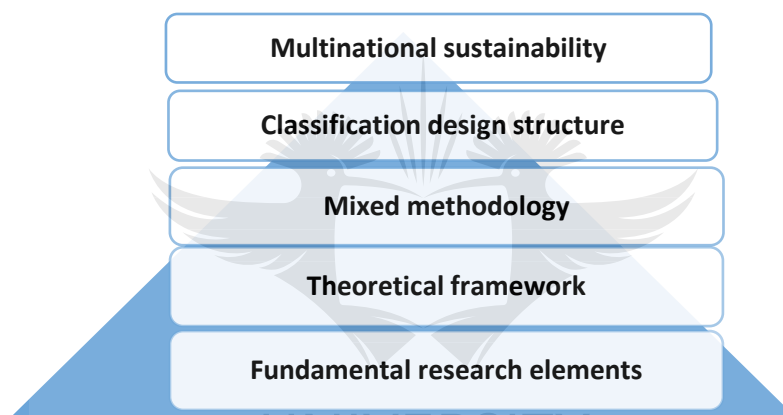 Multinational sustainability
Classification design structure
Mixed methodology
Theoretical framework
Fundamental research elements